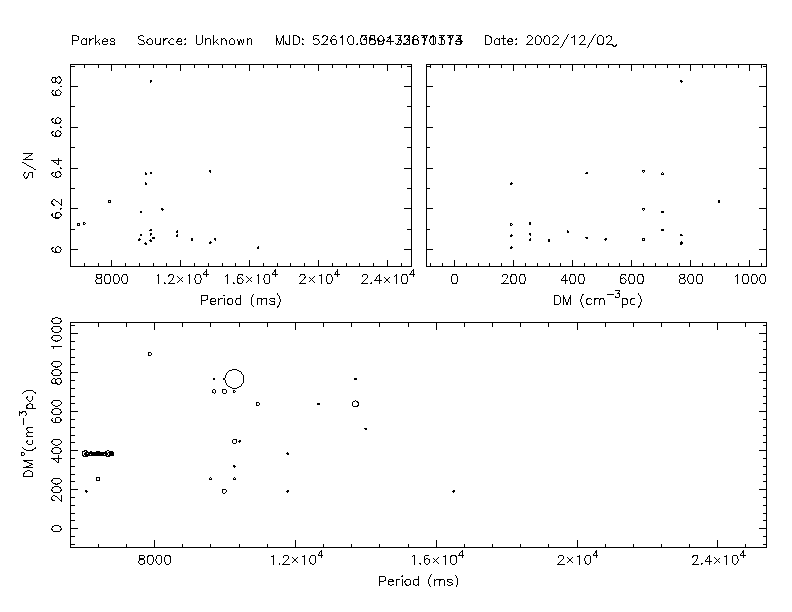 Parkes Source: Unknown MJD: Date: 2002/12/02
S/N
6 6.2 6.4 6.6 6.8
8000 1.2×10⁴ 1.6×10⁴ 2×10⁴ 2.4×10⁴
Period (ms)
0 200 400 600 800 1000
DM (cm⁻³pc)
DM (cm⁻³pc)
0 200 400 600 800 1000
8000 1.2×10⁴ 1.6×10⁴ 2×10⁴ 2.4×10⁴
Period (ms)